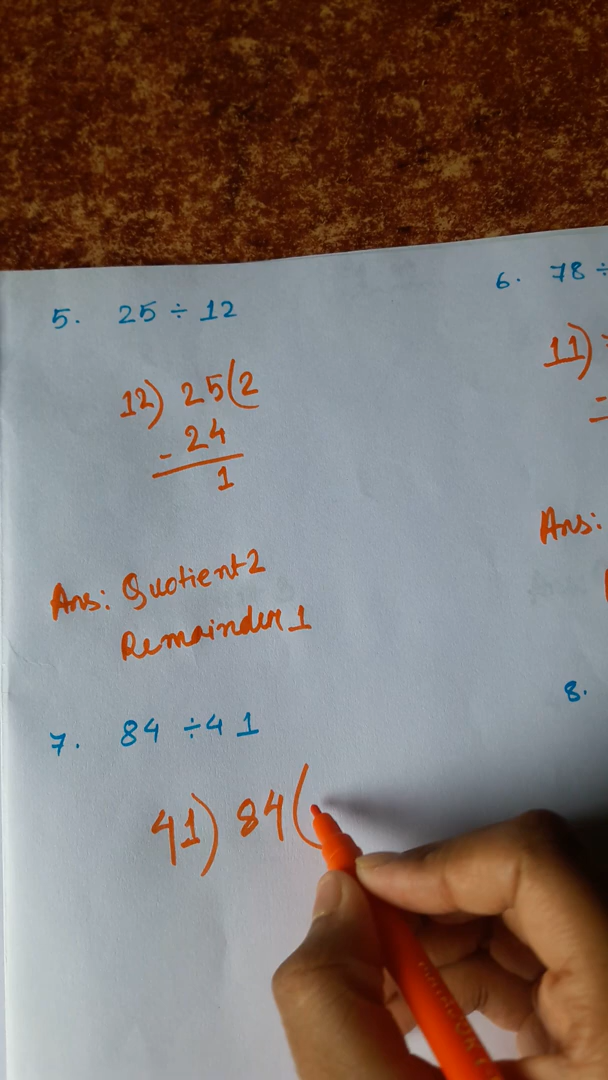 5. 25 ÷ 12
12) 25(2
- 24
1
Ans: Quotient 2
Remainder 1
6. 78 ÷
11)
-
Ans:
7. 84 ÷ 41
41) 84(
8.